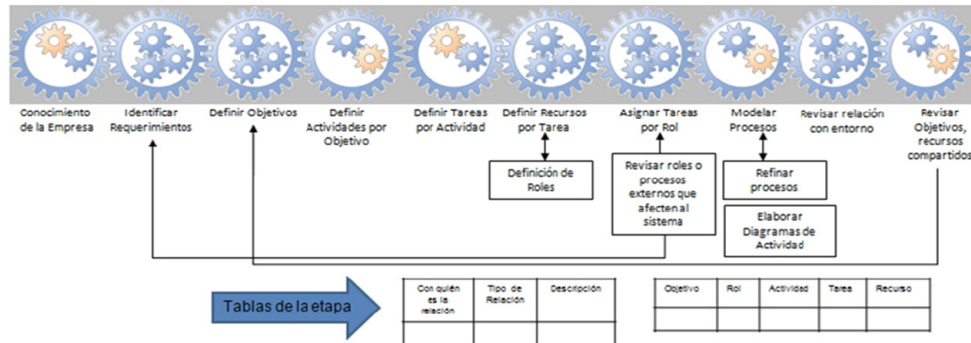 Conocimiento
de la Empresa
Identificar
Requerimientos
Definir Objetivos
Definir
Actividades por
Objetivo
Definir Tareas
por Actividad
Definir Recursos
por Tarea
Asignar Tareas
por Rol
Modelar
Procesos
Revisar relación
con entorno
Revisar
Objetivos,
recursos
compartidos
Definición de
Roles
Revisar roles o
procesos
externos que
afecten al
sistema
Refinar
procesos
Elaborar
Diagramas de
Actividad
Tablas de la etapa
Con quién
es la
relación
Tipo de
Relación
Descripción
Objetivo
Rol
Actividad
Tarea
Recurso